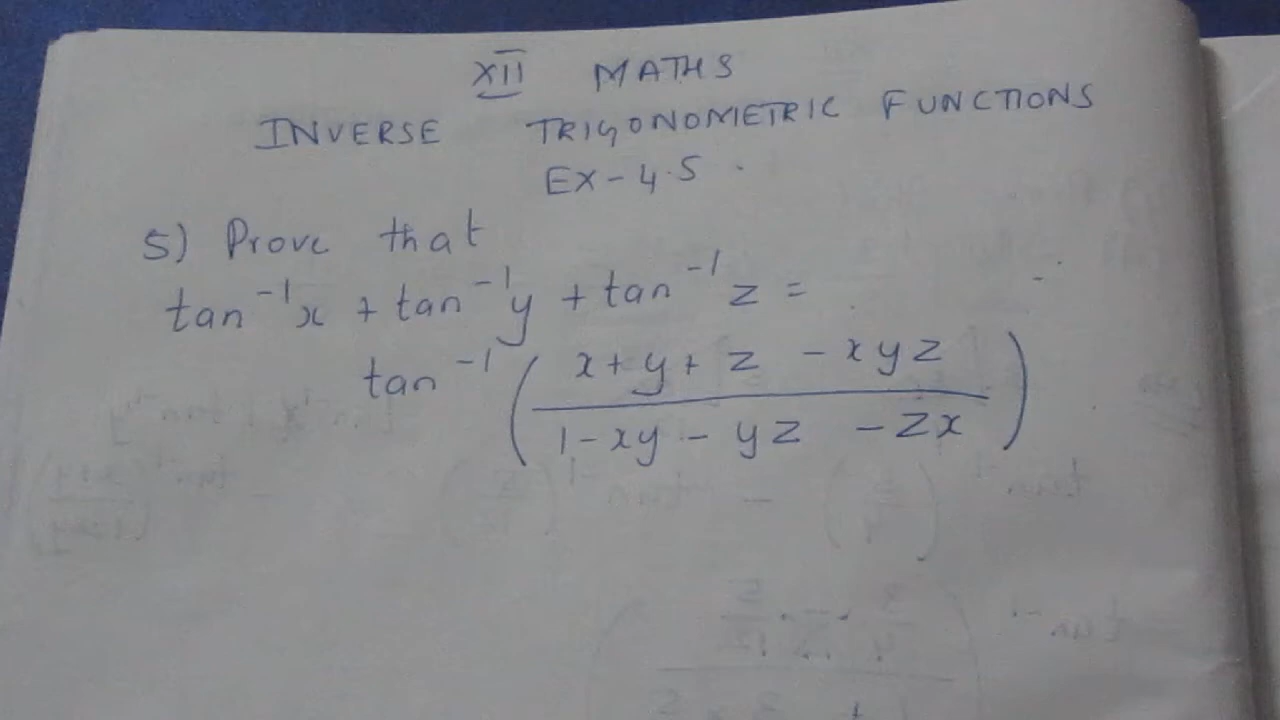 XII MATHS
INVERSE TRIGONOMETRIC FUNCTIONS
EX-4.5
5) Prove that
tan⁻¹x + tan⁻¹y + tan⁻¹z =
tan⁻¹ ( x+y+z -xyz / 1-xy-yz -zx )